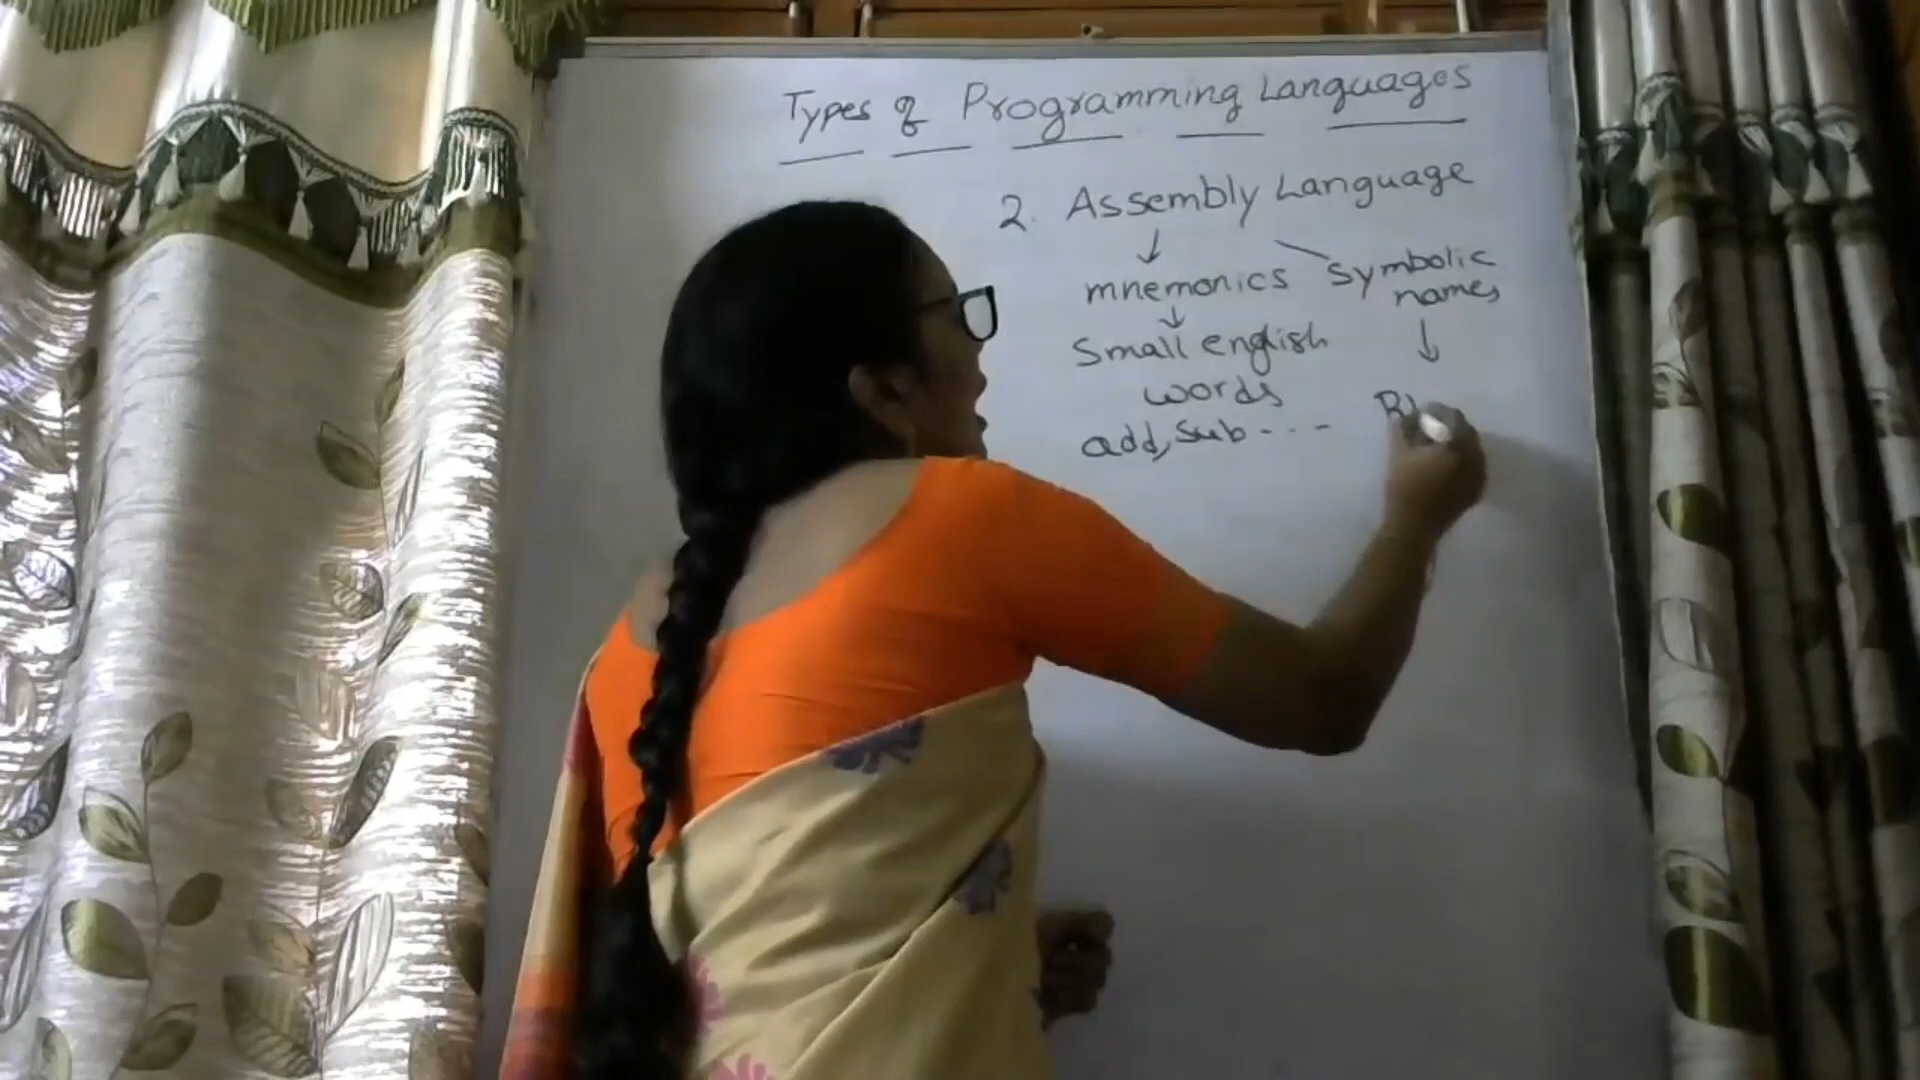 Types of Programming Languages
2. Assembly Language
mnemonics
Symbolic
names
Small english
words
add, Sub - - -